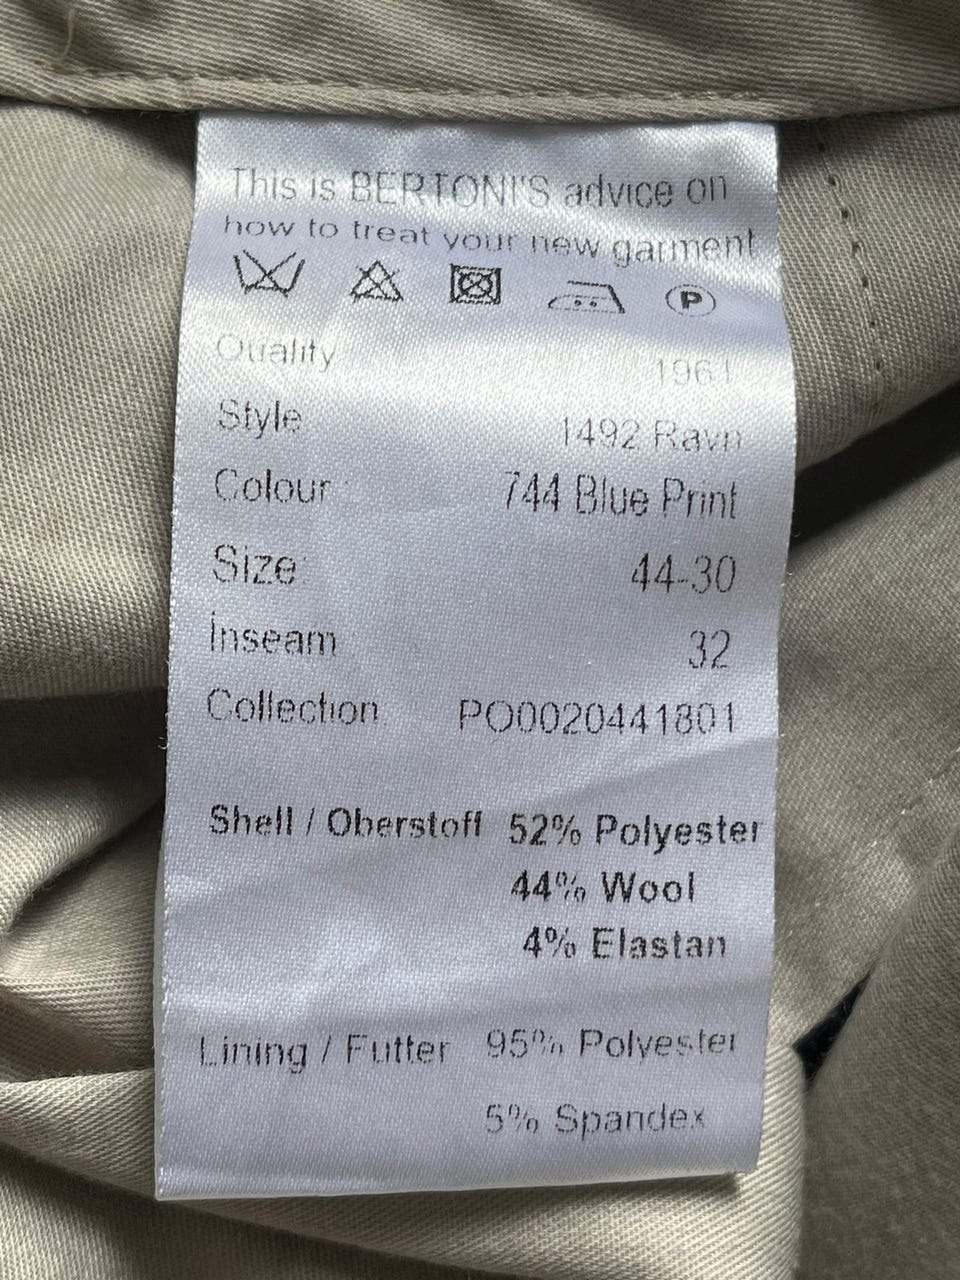 This is BERTONI'S advice on
how to treat your new garment
P
Quality 1961
Style 1492 Ravn
Colour 744 Blue Print
Size 44-30
Inseam 32
Collection PO0020441801
Shell / Oberstoff 52% Polyester
44% Wool
4% Elastan
Lining / Futter 95% Polyester
5% Spandex